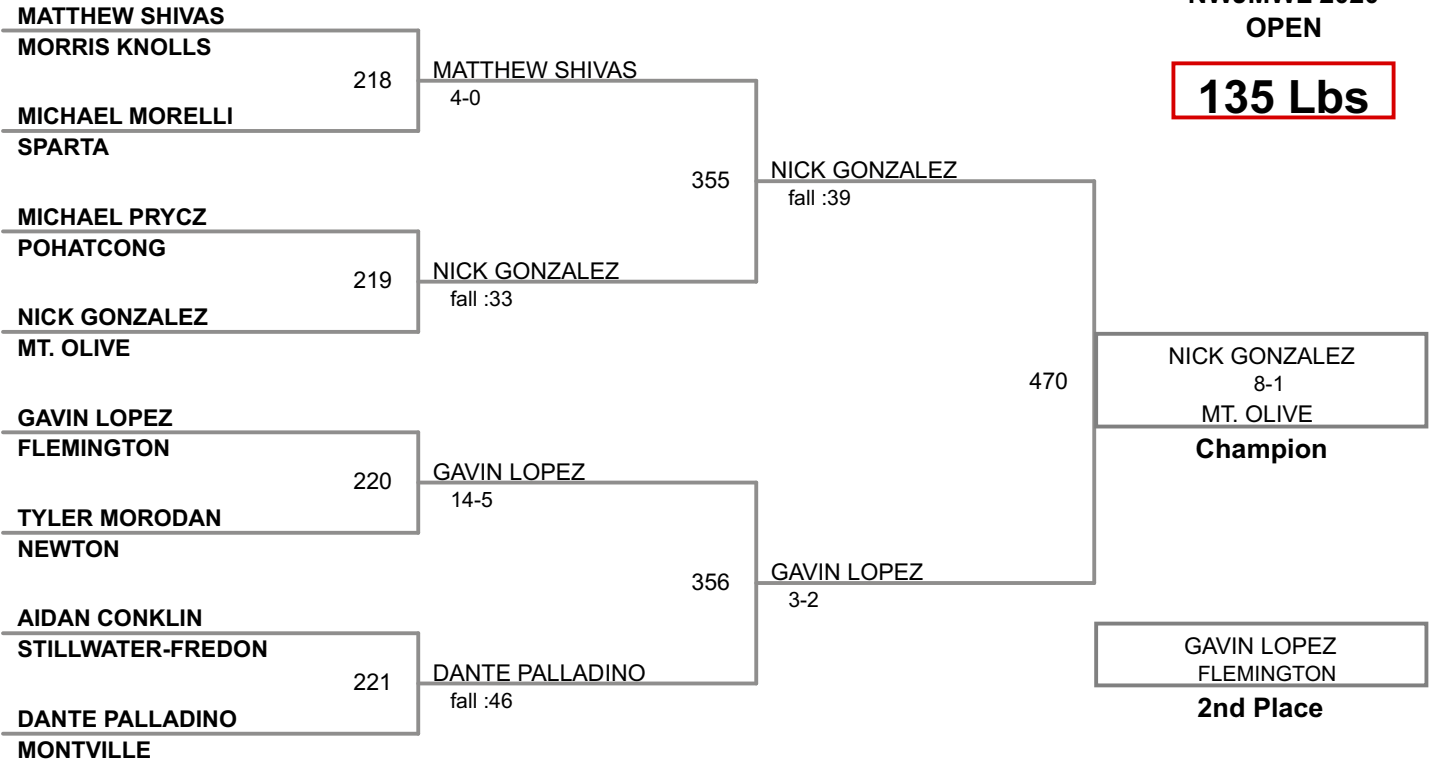 OPEN
135 Lbs
MATTHEW SHIVAS
MORRIS KNOLLS
218
MATTHEW SHIVAS
4-0
MICHAEL MORELLI
SPARTA
355
NICK GONZALEZ
fall :39
MICHAEL PRYCZ
POHATCONG
219
NICK GONZALEZ
fall :33
NICK GONZALEZ
MT. OLIVE
470
NICK GONZALEZ
8-1
MT. OLIVE
Champion
GAVIN LOPEZ
FLEMINGTON
220
GAVIN LOPEZ
14-5
TYLER MORODAN
NEWTON
356
GAVIN LOPEZ
3-2
AIDAN CONKLIN
STILLWATER-FREDON
221
DANTE PALLADINO
fall :46
DANTE PALLADINO
MONTVILLE
GAVIN LOPEZ
FLEMINGTON
2nd Place